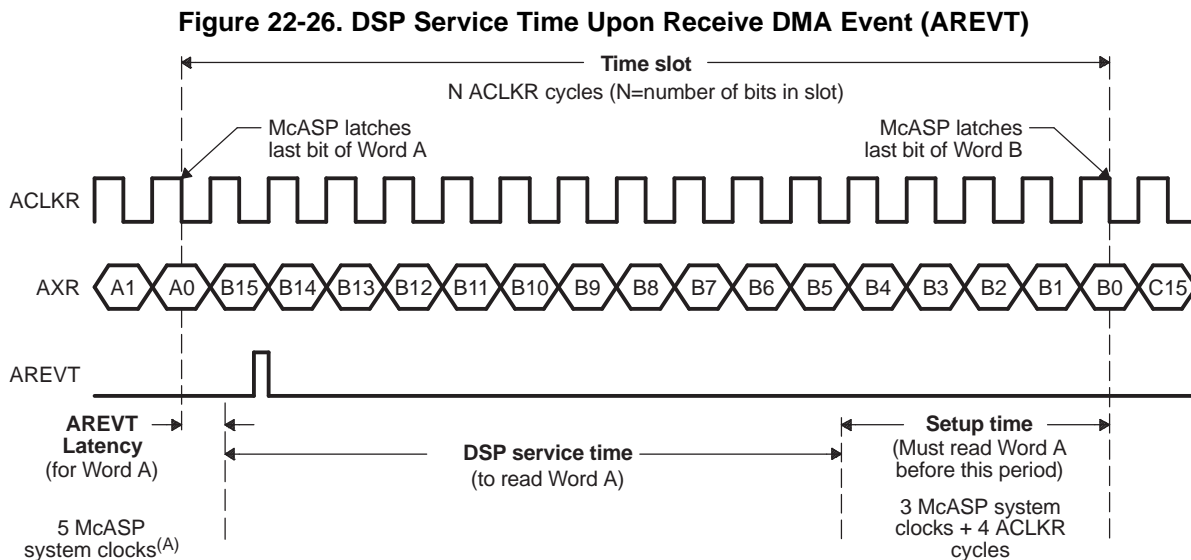 Figure 22-26. DSP Service Time Upon Receive DMA Event (AREVT)
Time slot
N ACLKR cycles (N=number of bits in slot)
McASP latches
last bit of Word A
McASP latches
last bit of Word B
ACLKR
AXR
A1 A0 B15 B14 B13 B12 B11 B10 B9 B8 B7 B6 B5 B4 B3 B2 B1 B0 C15
AREVT
AREVT
Latency
(for Word A)
5 McASP
system clocks(A)
DSP service time
(to read Word A)
Setup time
(Must read Word A
before this period)
3 McASP system
clocks + 4 ACLKR
cycles